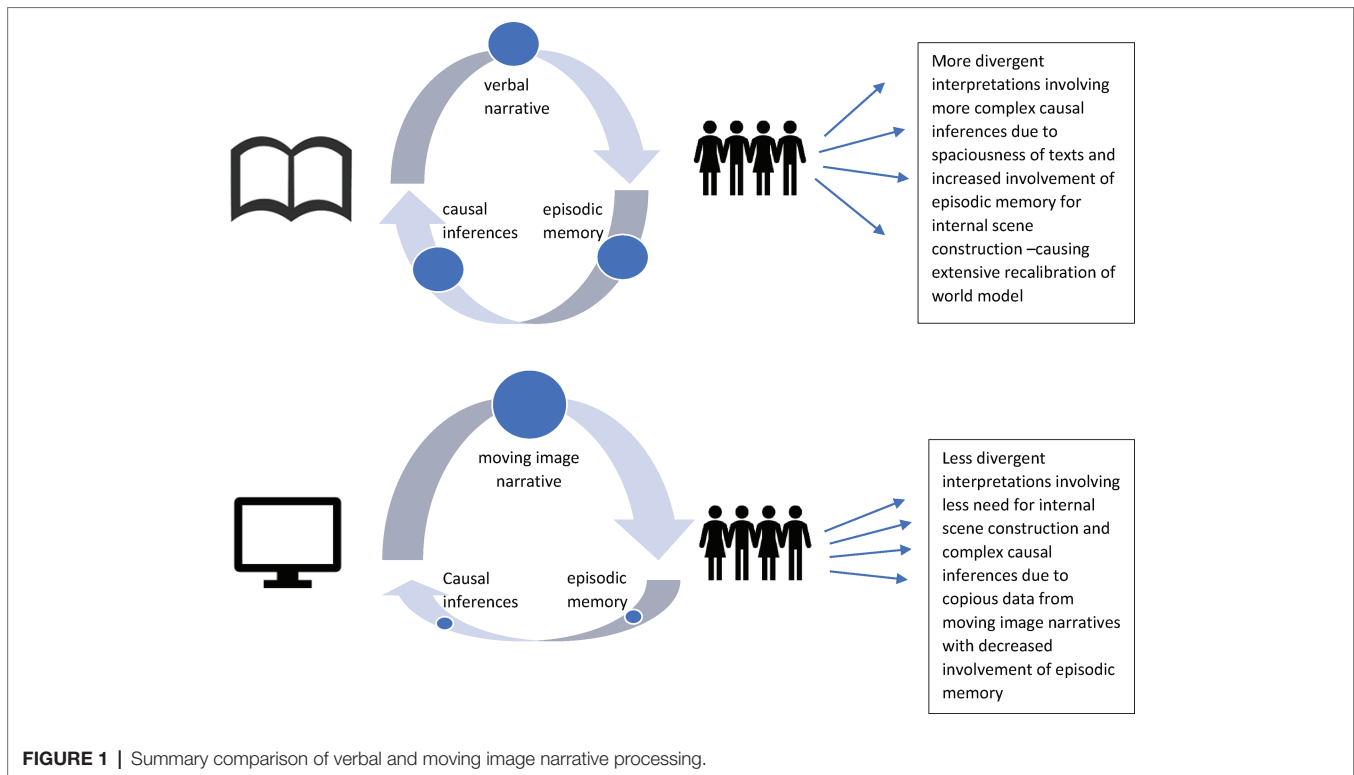 verbal
narrative
causal
inferences
episodic
memory
More divergent
interpretations involving
more complex causal
inferences due to
spaciousness of texts and
increased involvement of
episodic memory for
internal scene
construction –causing
extensive recalibration of
world model
moving image
narrative
Causal
inferences
episodic
memory
Less divergent
interpretations involving
less need for internal
scene construction and
complex causal
inferences due to
copious data from
moving image narratives
with decreased
involvement of episodic
memory
FIGURE 1 | Summary comparison of verbal and moving image narrative processing.